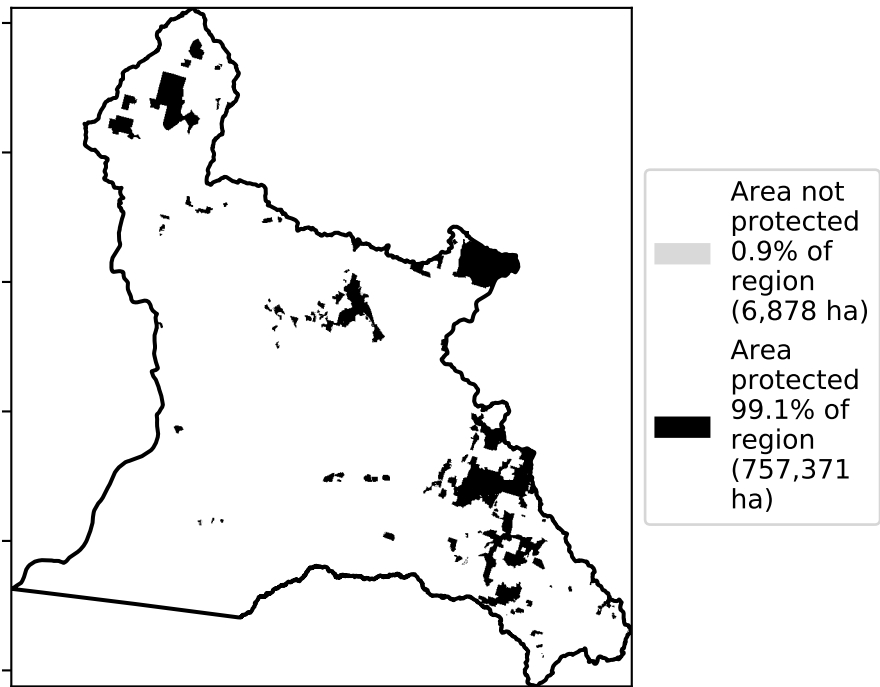 Area not
protected
0.9% of
region
(6,878 ha)
Area
protected
99.1% of
region
(757,371
ha)